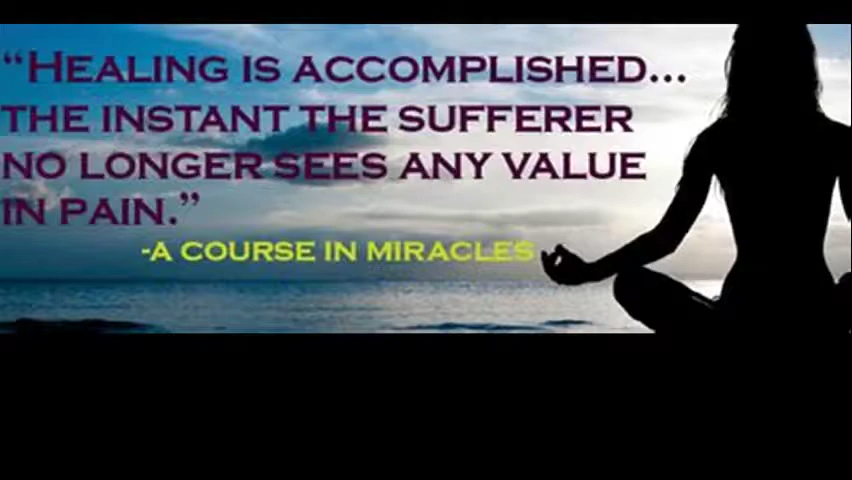 “HEALING IS ACCOMPLISHED...
THE INSTANT THE SUFFERER
NO LONGER SEES ANY VALUE
IN PAIN.”
-A COURSE IN MIRACLES